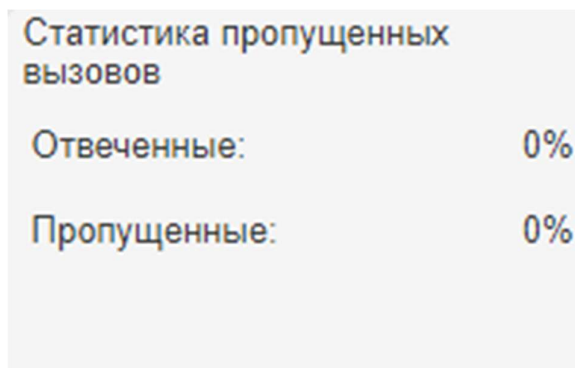 Статистика пропущенных
вызовов
Отвеченные: 0%
Пропущенные: 0%